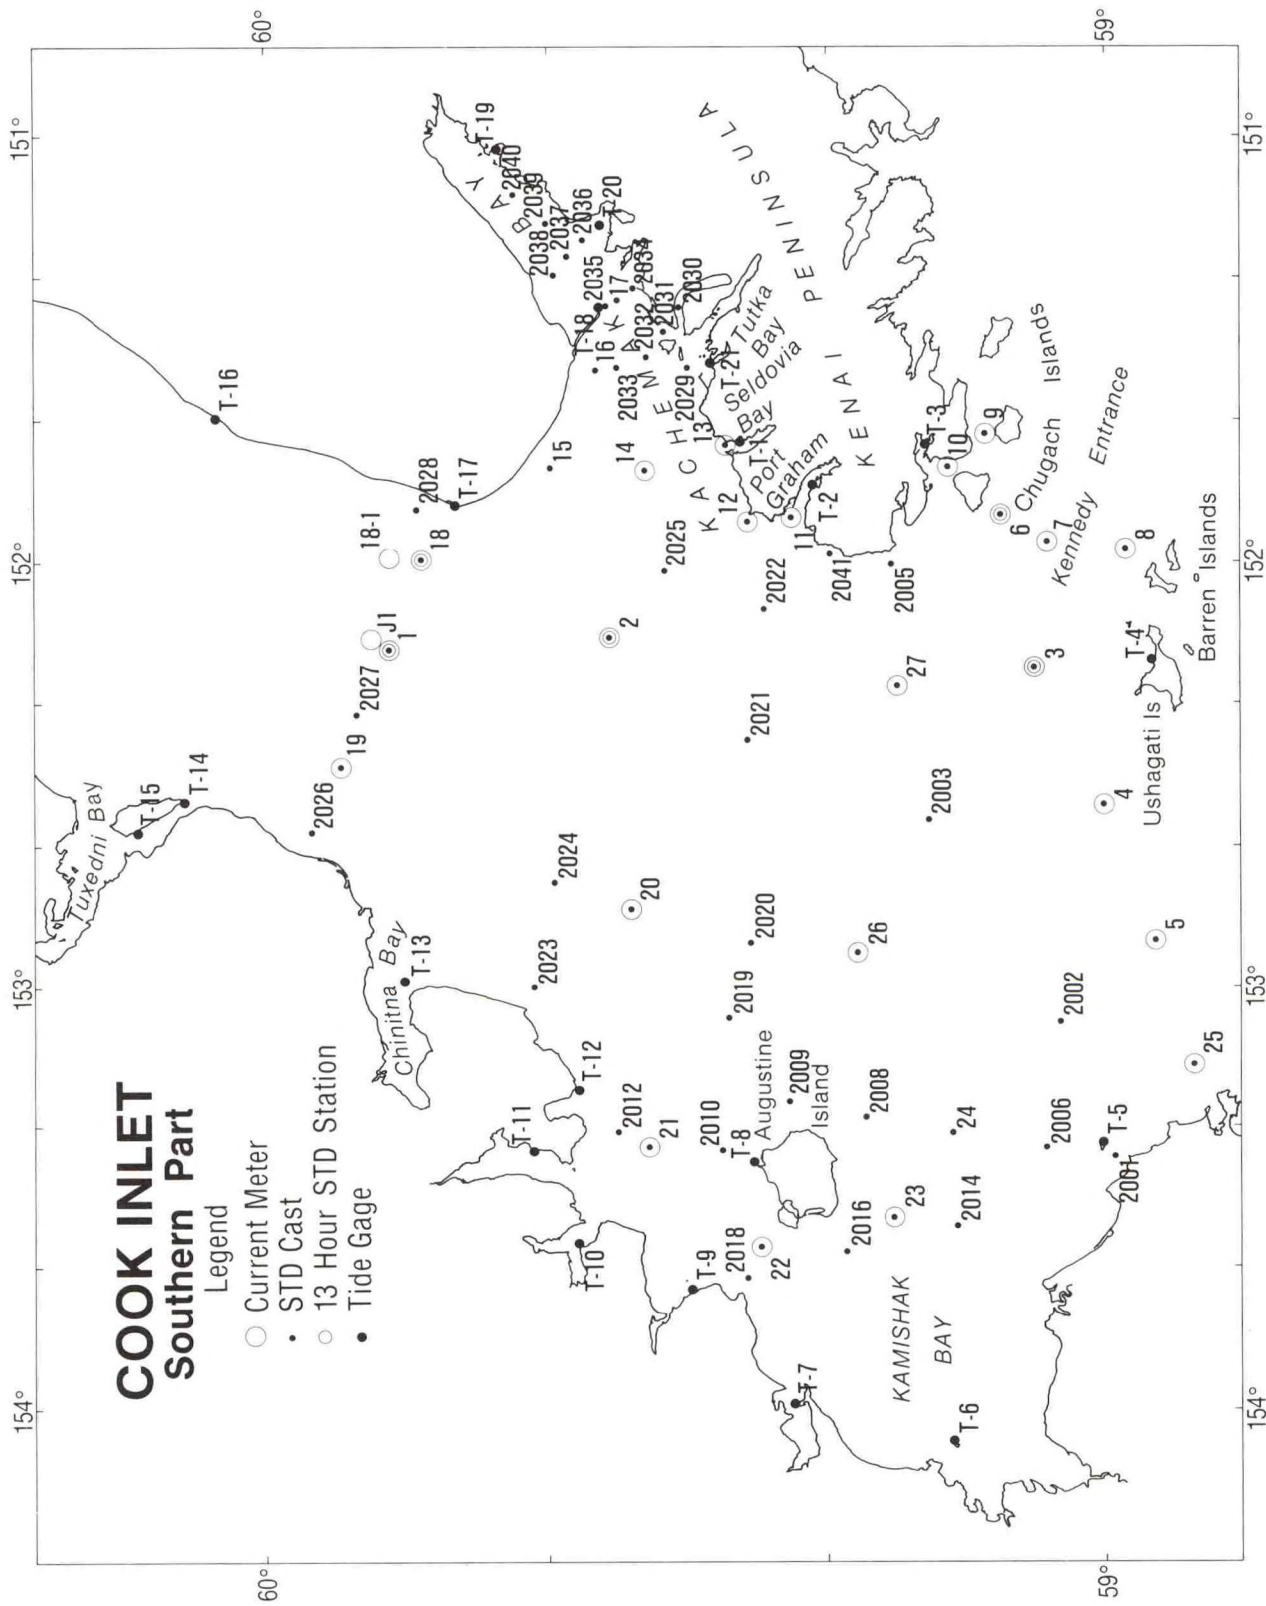 COOK INLET
Southern Part
Legend
Current Meter
STD Cast
13 Hour STD Station
Tide Gage
154°
153°
152°
151°
60°
60°
59°
59°
154°
153°
152°
151°
Tuxedni Bay
T-15
T-14
T-16
2026
19
2027
J1
1
18-1
18
2028
T-17
Chinitna Bay
T-13
T-11
T-12
T-10
2023
2024
20
2
15
14
2025
2012
21
T-9
2018
22
2010
T-8
Augustine
Island
2009
2019
2020
2021
2022
2008
26
27
2016
23
KAMISHAK
BAY
T-7
T-6
2014
24
2003
2006
2002
T-5
2001
25
5
4
3
Ushagati Is
T-4
Barren Islands
8
7
Kennedy Entrance
6
Chugach Islands
9
10
T-3
2005
2041
T-2
11
Port
Graham
12
13
T-1
Seldovia
Bay
T-21
Tutka
Bay
KENAI PENINSULA
KACHEMAK BAY
2029
2030
2031
2032
2033
2034
16
17
T-18
2035
2036
T-20
2037
2038
2039
2040
T-19